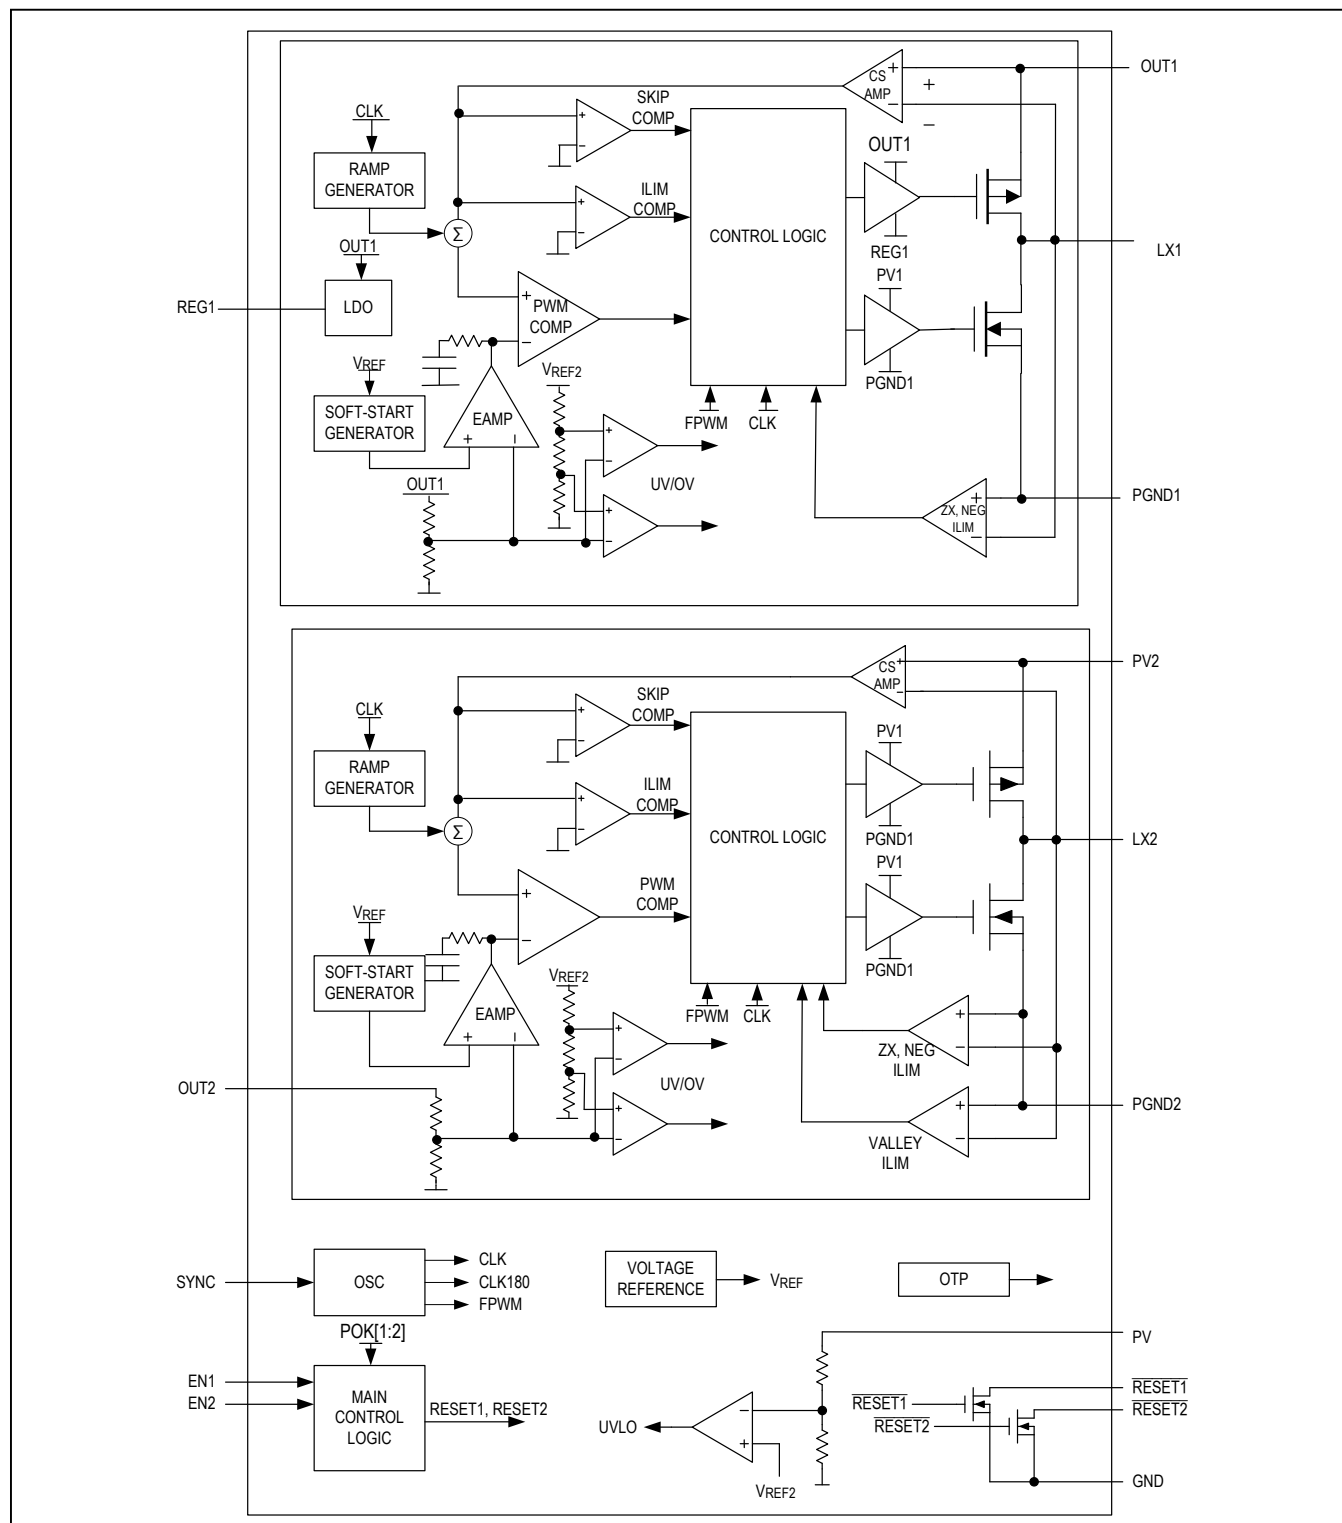 OUT1
CS
AMP
+
−
+
−
SKIP
COMP
CLK
+
−
RAMP
GENERATOR
OUT1
ILIM
COMP
+
−
Σ
CONTROL LOGIC
REG1
LX1
OUT1
PV1
REG1
LDO
+
PWM
COMP
−
VREF
VREF2
PGND1
SOFT-START
GENERATOR
EAMP
+
−
FPWM
CLK
+
−
UV/OV
OUT1
+
−
+
ZX, NEG
ILIM
−
PGND1
PV2
CS
AMP
+
−
SKIP
COMP
CLK
+
−
PV1
RAMP
GENERATOR
ILIM
COMP
+
−
Σ
CONTROL LOGIC
PGND1
LX2
PV1
PWM
COMP
+
−
VREF
SOFT-START
GENERATOR
VREF2
PGND1
EAMP
+
−
FPWM
CLK
+
−
ZX, NEG
ILIM
+
−
UV/OV
OUT2
+
−
+
−
VALLEY
ILIM
PGND2
SYNC
OSC
CLK
CLK180
FPWM
VOLTAGE
REFERENCE
VREF
OTP
POK[1:2]
PV
EN1
EN2
MAIN
CONTROL
LOGIC
RESET1, RESET2
UVLO
−
+
VREF2
RESET1
RESET1
RESET2
RESET2
GND